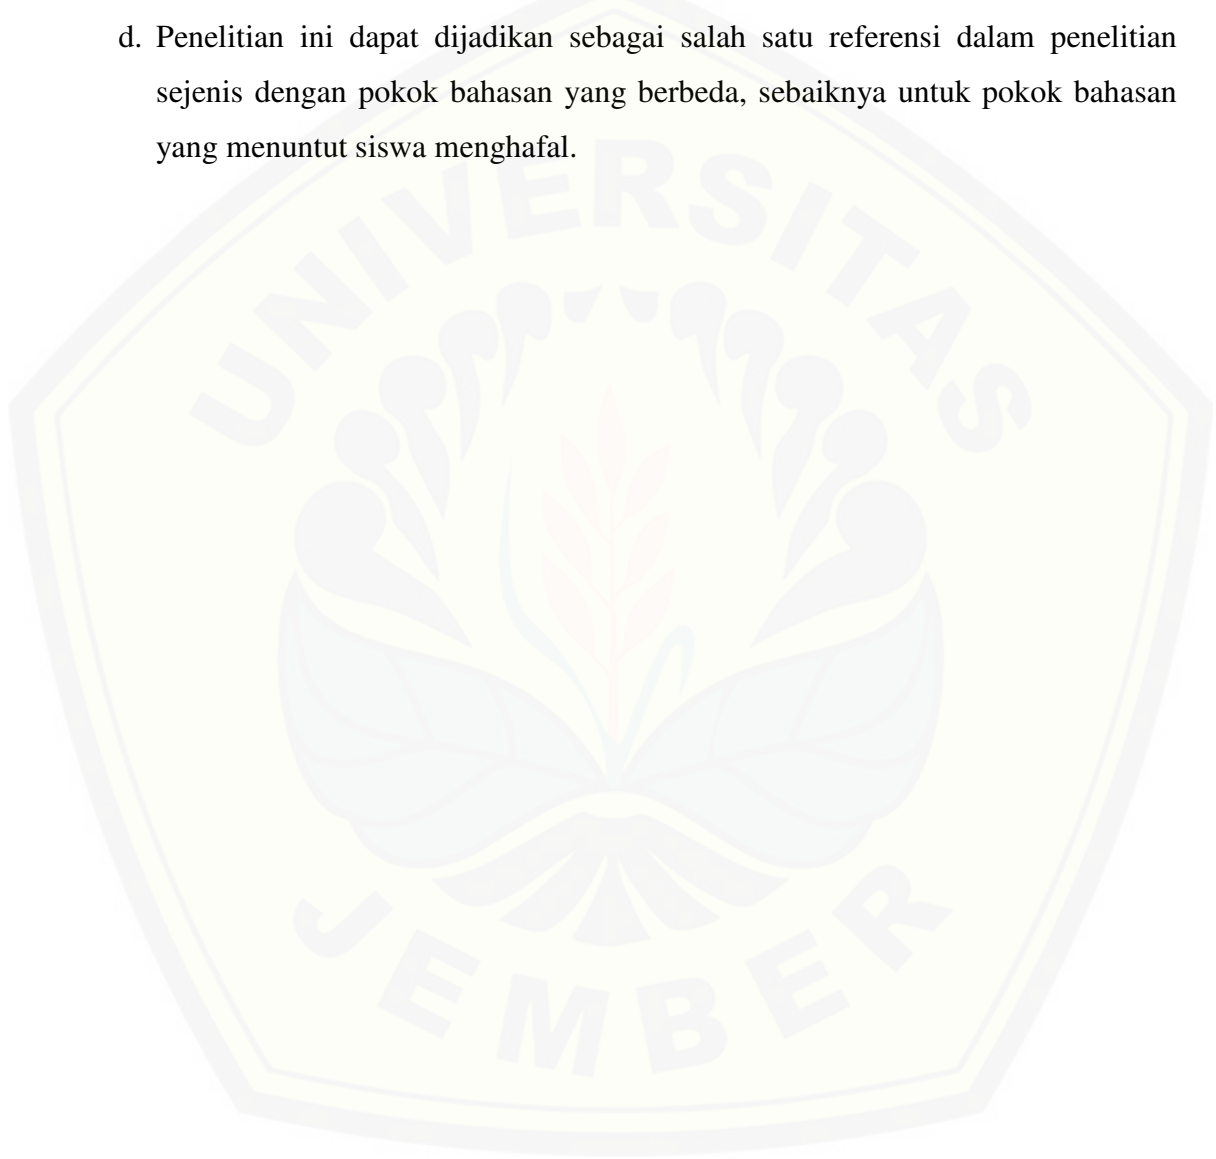 d. Penelitian ini dapat dijadikan sebagai salah satu referensi dalam penelitian
sejenis dengan pokok bahasan yang berbeda, sebaiknya untuk pokok bahasan
yang menuntut siswa menghafal.
UNIVERSITAS
JEMBER